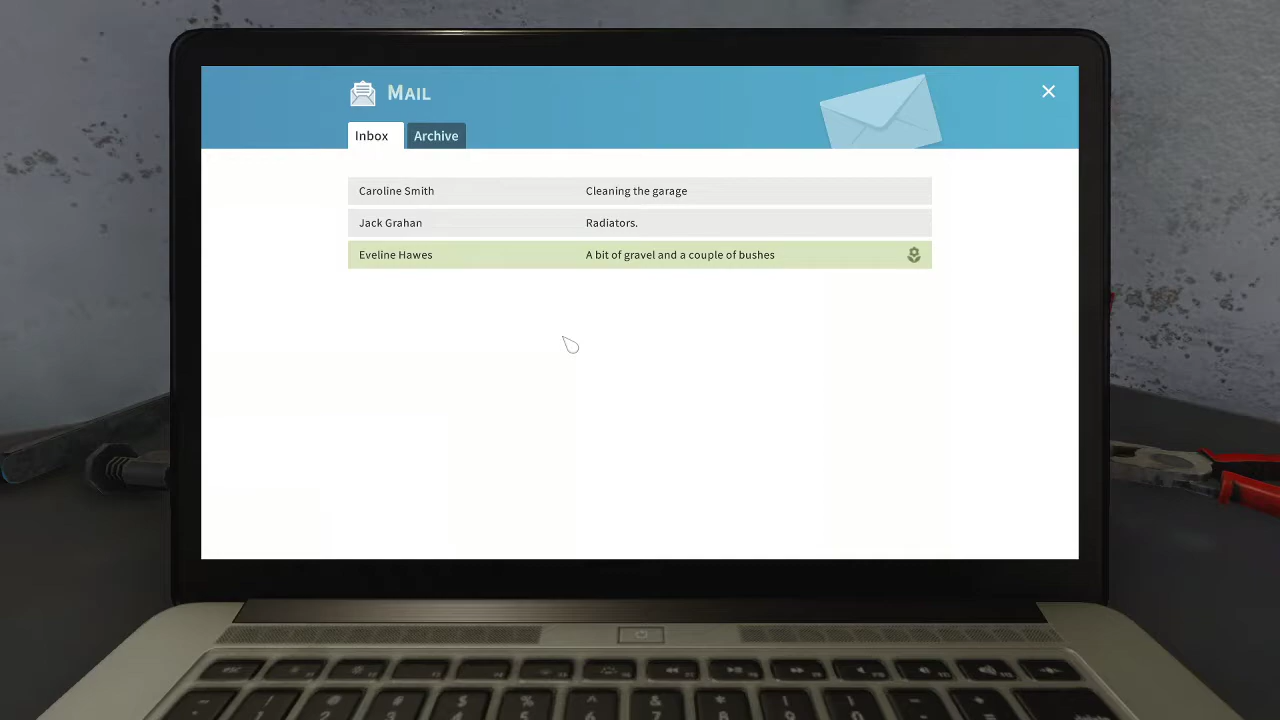 MAIL
Inbox
Archive
Caroline Smith
Cleaning the garage
Jack Grahan
Radiators.
Eveline Hawes
A bit of gravel and a couple of bushes